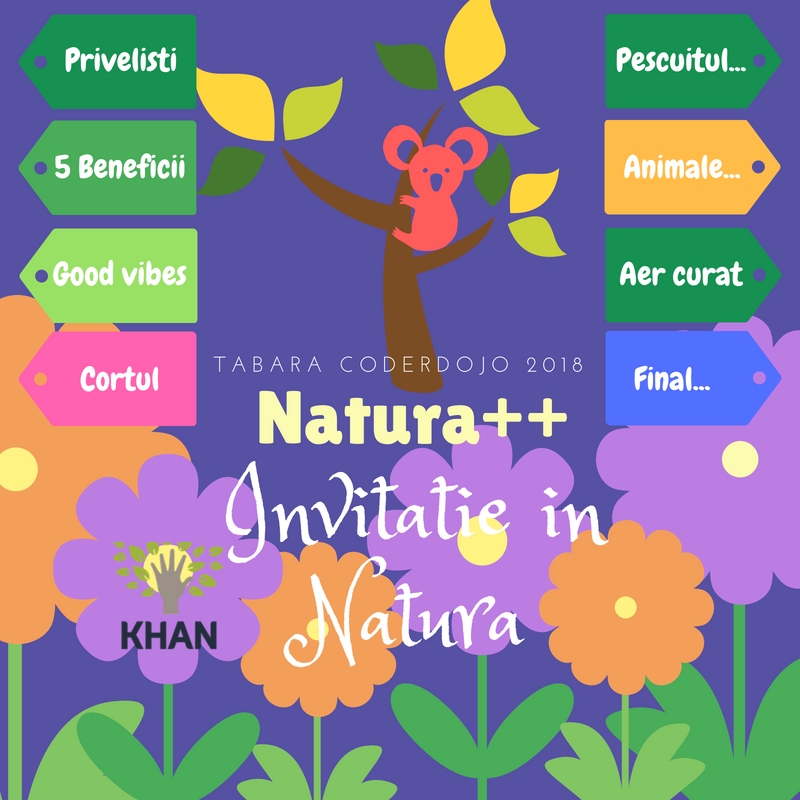 Privelisti
5 Beneficii
Good vibes
Cortul
Pescuitul...
Animale...
Aer curat
Final...
TABARA CODERDOJO 2018
Natura++
Invitatie in
Natura
KHAN